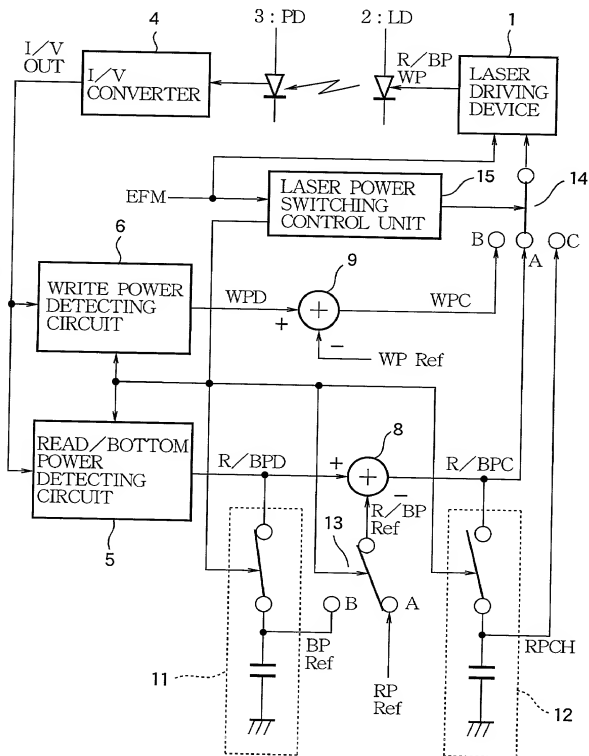 4
3 : PD
2 : LD
1
I/V
OUT
I/V
CONVERTER
R/BP
WP
LASER
DRIVING
DEVICE
EFM
LASER POWER
SWITCHING
CONTROL UNIT
15
14
B
A
C
6
WRITE POWER
DETECTING
CIRCUIT
WPD
9
+
+
−
WPC
WP Ref
READ/BOTTOM
POWER
DETECTING
CIRCUIT
5
R/BPD
8
+
+
−
R/BPC
R/BP
Ref
13
B
A
BP
Ref
RP
Ref
RPCH
11
12